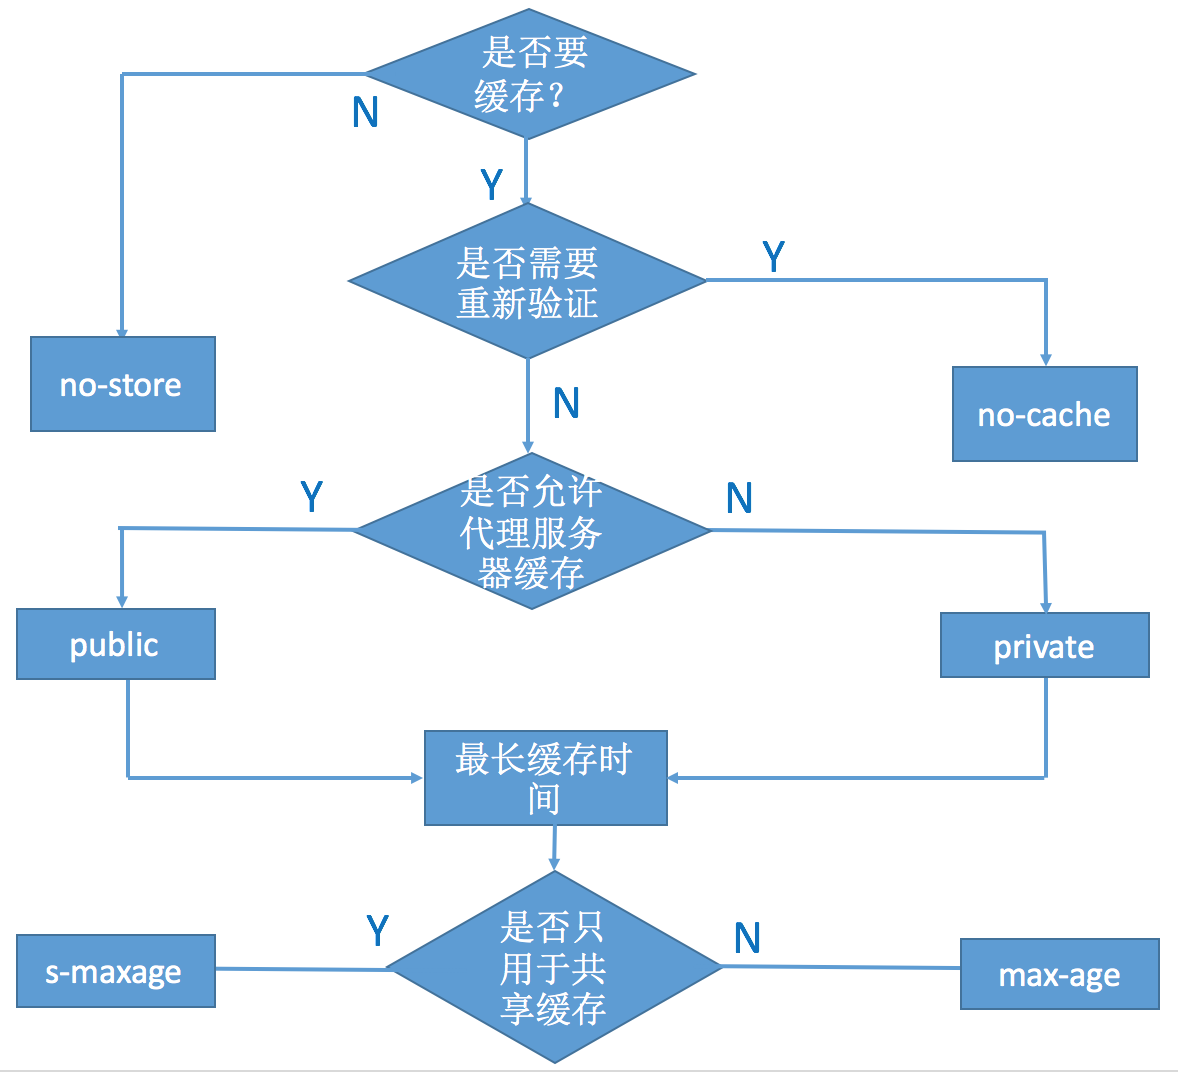 是否要
缓存？
N
Y
是否需要
重新验证
Y
no-store
no-cache
N
是否允许
代理服务
器缓存
Y
N
public
private
最长缓存时
间
是否只
用于共
享缓存
Y
N
s-maxage
max-age